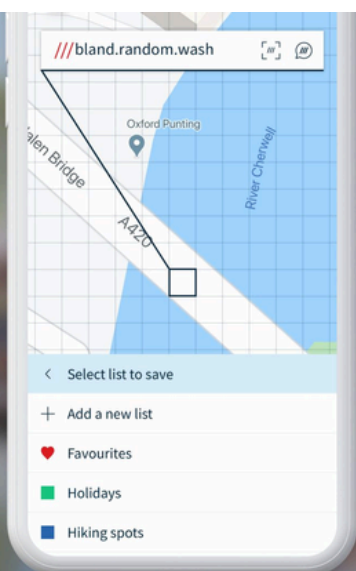 ///bland.random.wash
Oxford Punting
alen Bridge
River Cherwell
A420
Select list to save
Add a new list
Favourites
Holidays
Hiking spots